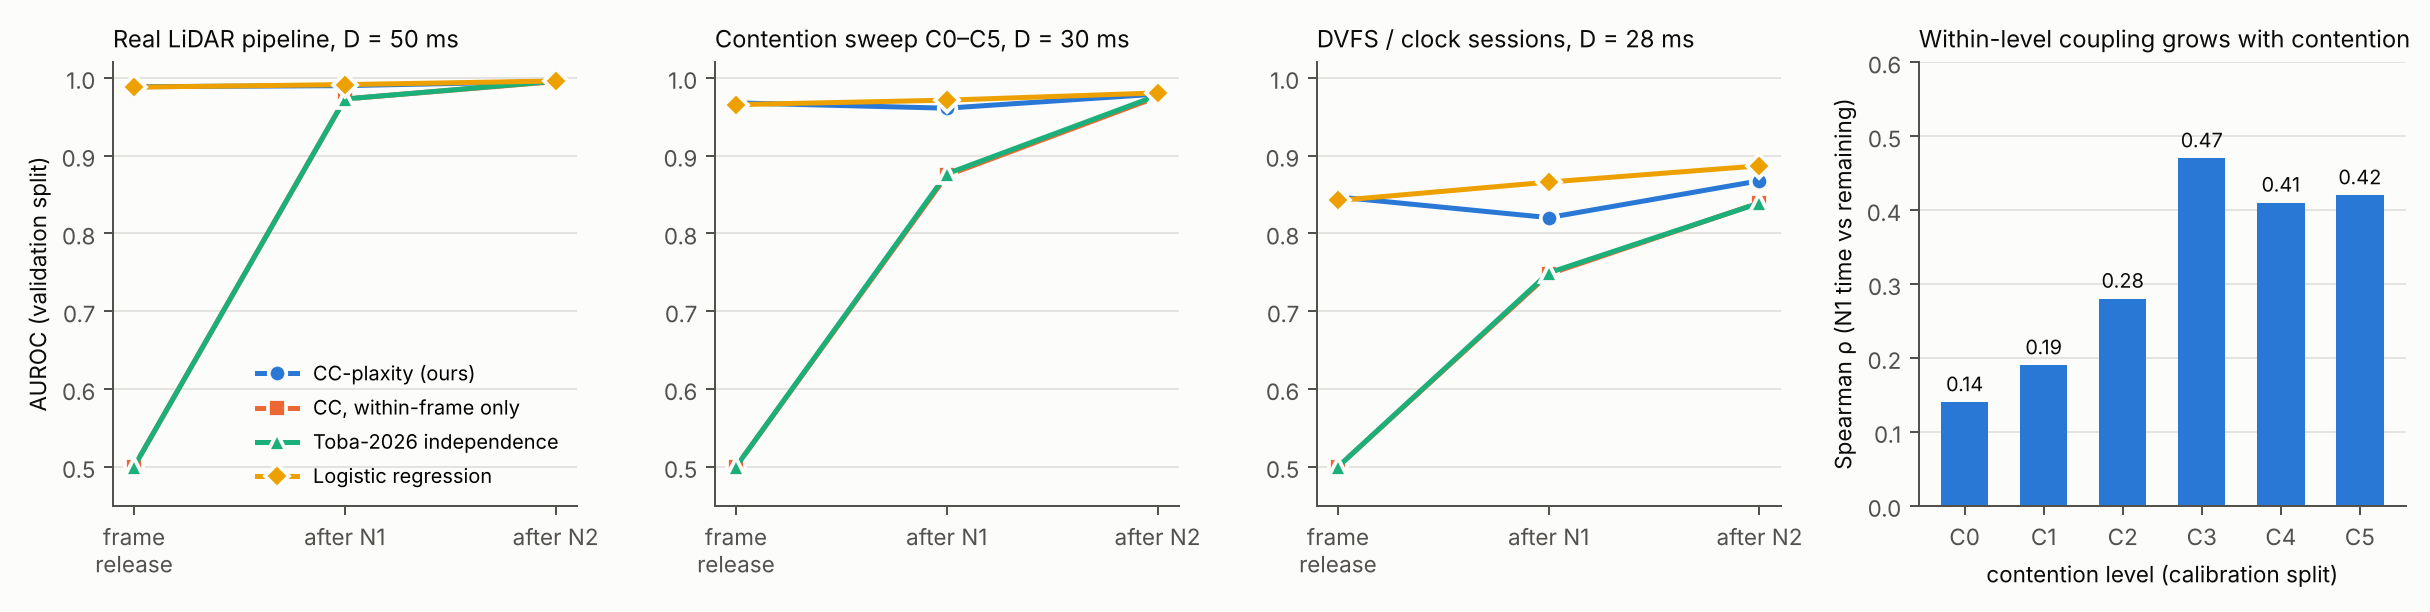 Real LiDAR pipeline, D = 50 ms
AUROC (validation split)
1.0
0.9
0.8
0.7
0.6
0.5
frame
release
after N1
after N2
CC-plaxity (ours)
CC, within-frame only
Toba-2026 independence
Logistic regression
Contention sweep C0–C5, D = 30 ms
1.0
0.9
0.8
0.7
0.6
0.5
frame
release
after N1
after N2
DVFS / clock sessions, D = 28 ms
1.0
0.9
0.8
0.7
0.6
0.5
frame
release
after N1
after N2
Within-level coupling grows with contention
Spearman ρ (N1 time vs remaining)
0.6
0.5
0.4
0.3
0.2
0.1
0.0
0.14
0.19
0.28
0.47
0.41
0.42
C0
C1
C2
C3
C4
C5
contention level (calibration split)